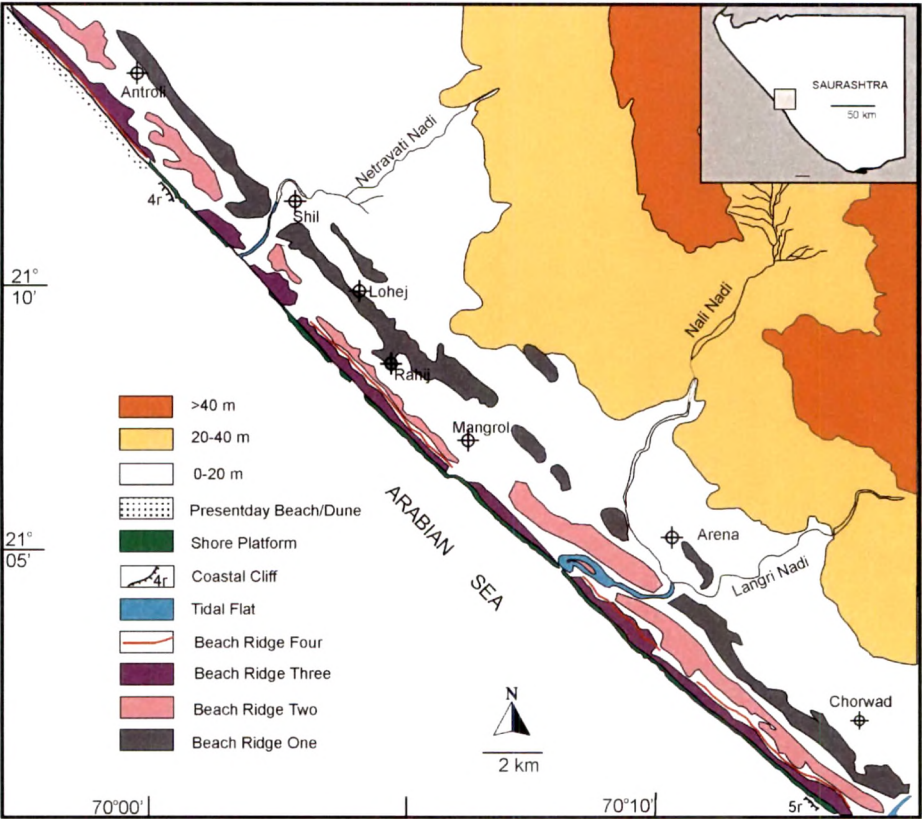 SAURASHTRA
50 km
Antroli
Netravati Nadi
4r
Shil
21°
10'
Lohej
Nali Nadi
Rahij
>40 m
20-40 m
Mangrol
0-20 m
Presentday Beach/Dune
ARABIAN
SEA
21°
05'
Shore Platform
Arena
Coastal Cliff
4r
Langri Nadi
Tidal Flat
Beach Ridge Four
Beach Ridge Three
Beach Ridge Two
Chorwad
N
Beach Ridge One
2 km
70°00'
70°10'
5r